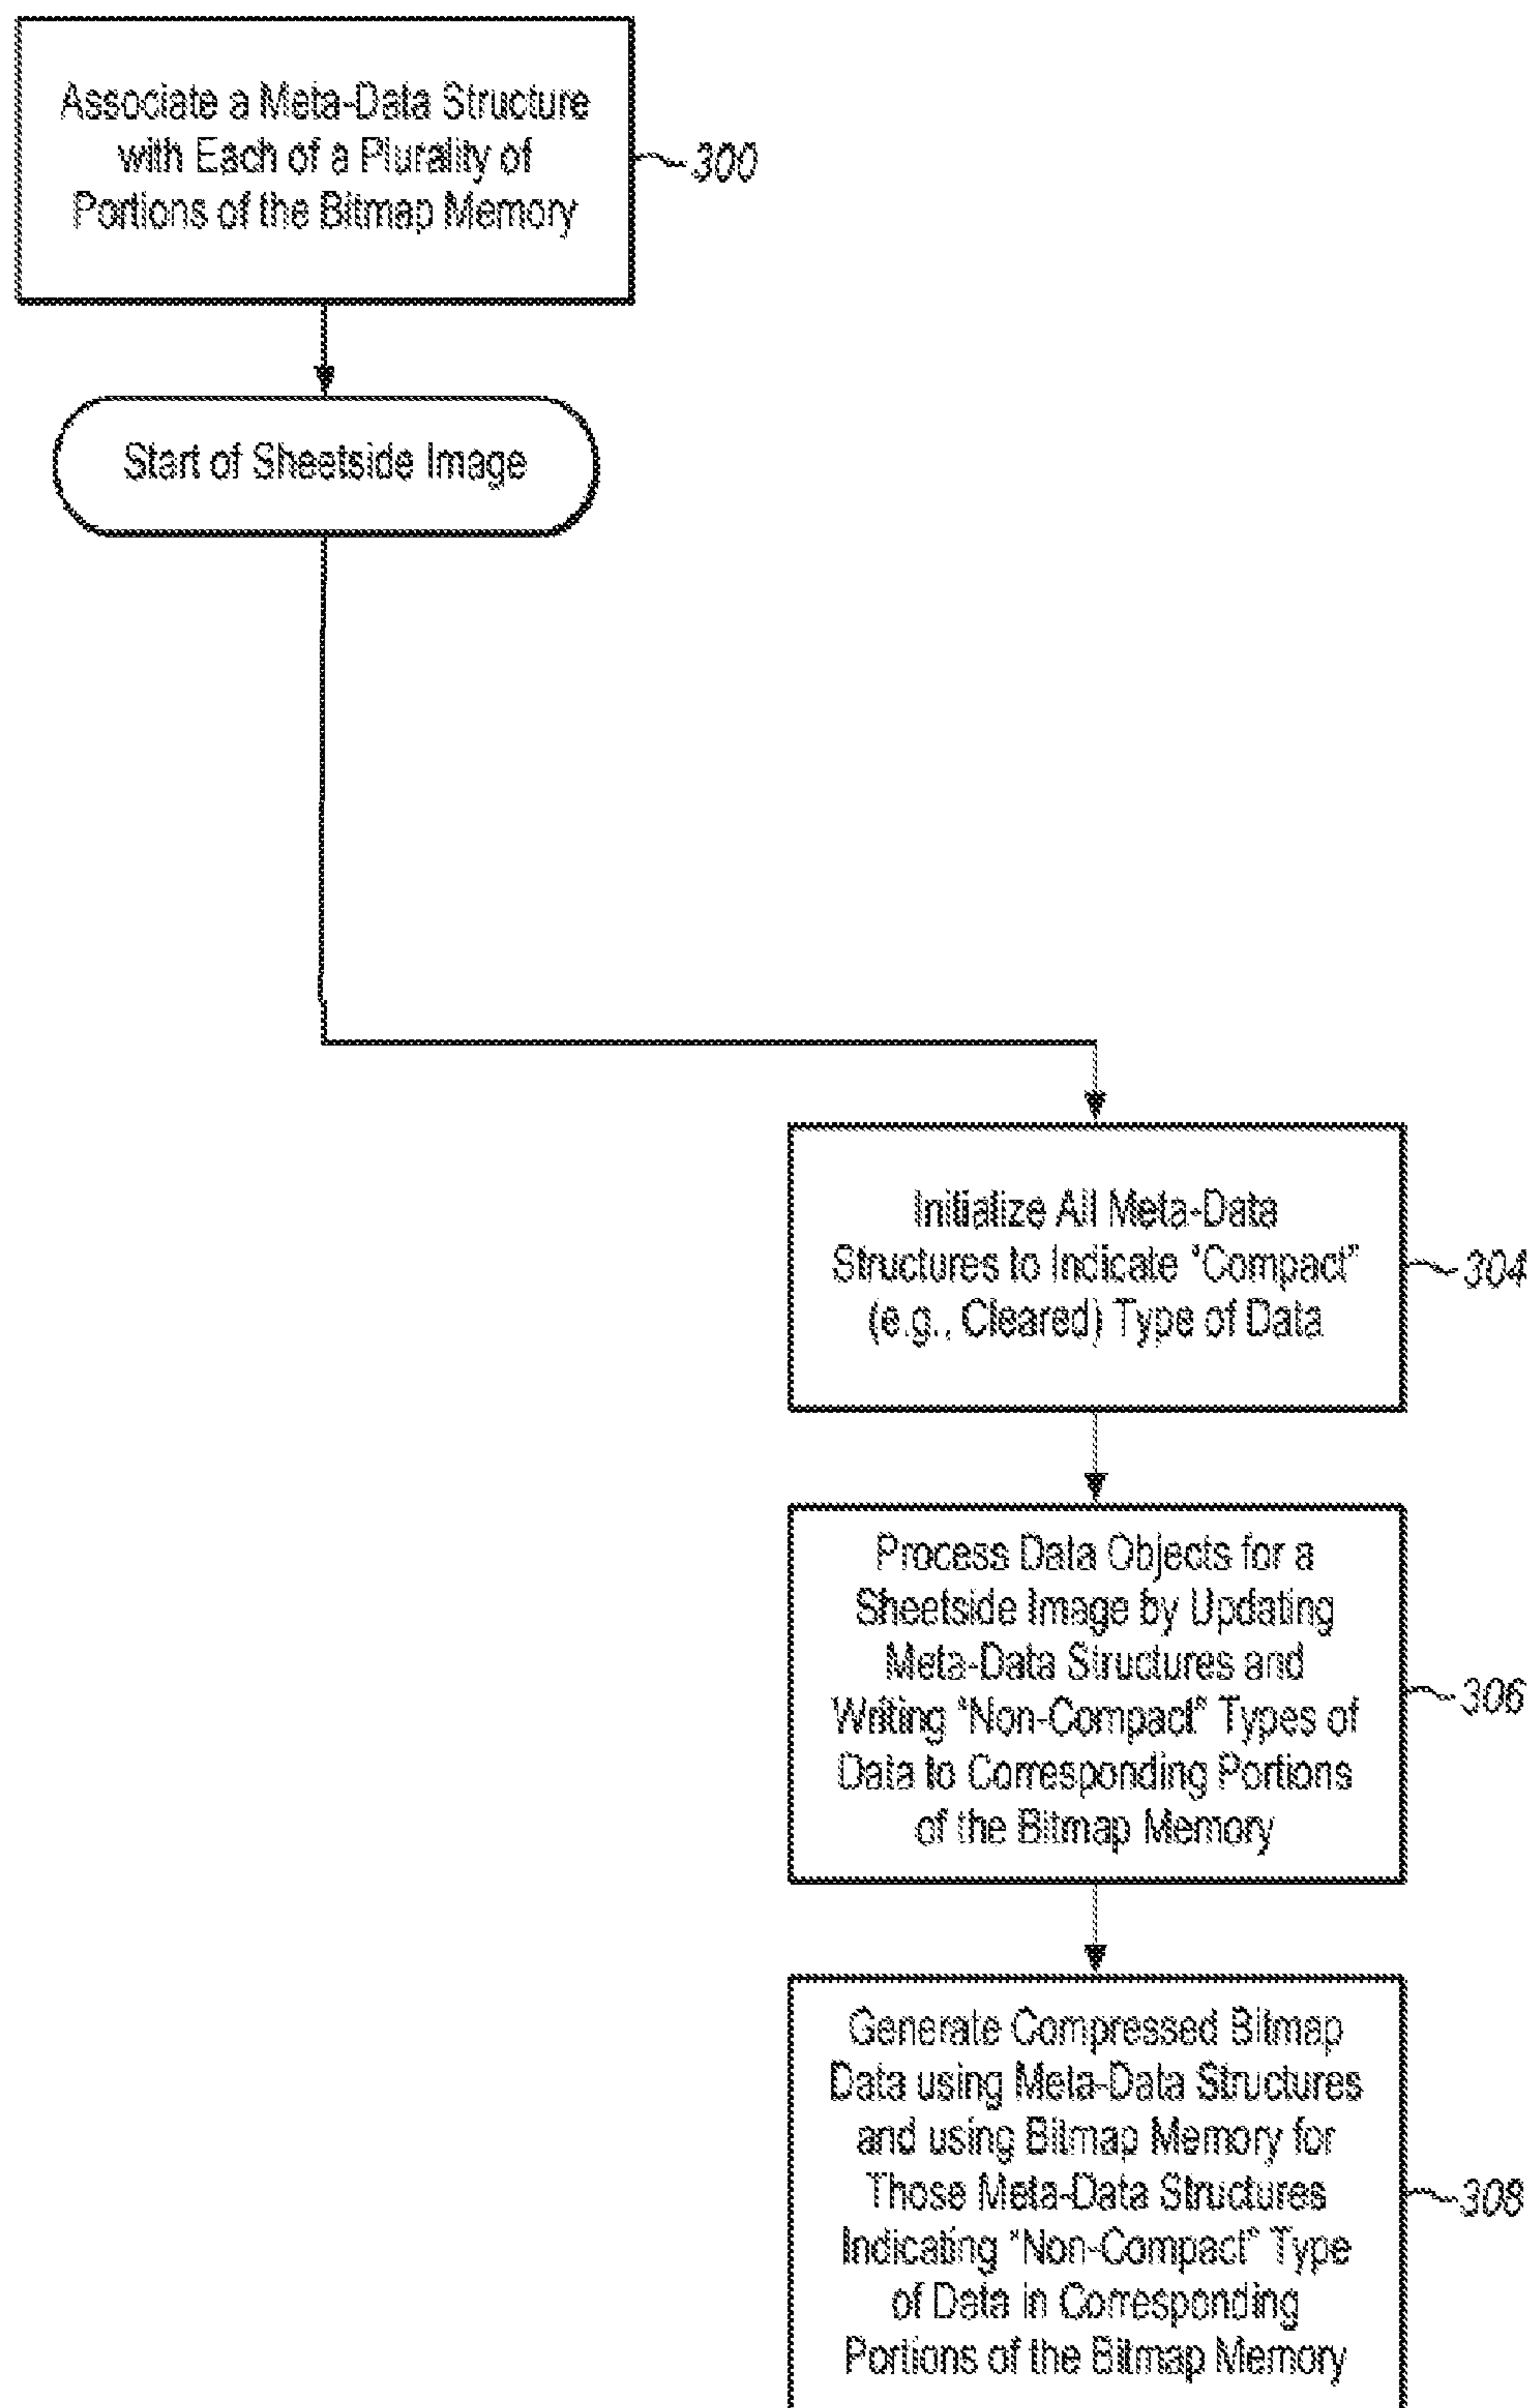 Associate a Meta-Data Structure
with Each of a Plurality of
Portions of the Bitmap Memory
300
Start of Sheetside Image
Initialize All Meta-Data
Structures to Indicate "Compact"
(e.g., Cleared) Type of Data
304
Process Data Objects for a
Sheetside Image by Updating
Meta-Data Structures and
Writing "Non-Compact" Types of
Data to Corresponding Portions
of the Bitmap Memory
306
Generate Compressed Bitmap
Data using Meta-Data Structures
and using Bitmap Memory for
Those Meta-Data Structures
Indicating "Non-Compact" Type
of Data in Corresponding
Portions of the Bitmap Memory
308